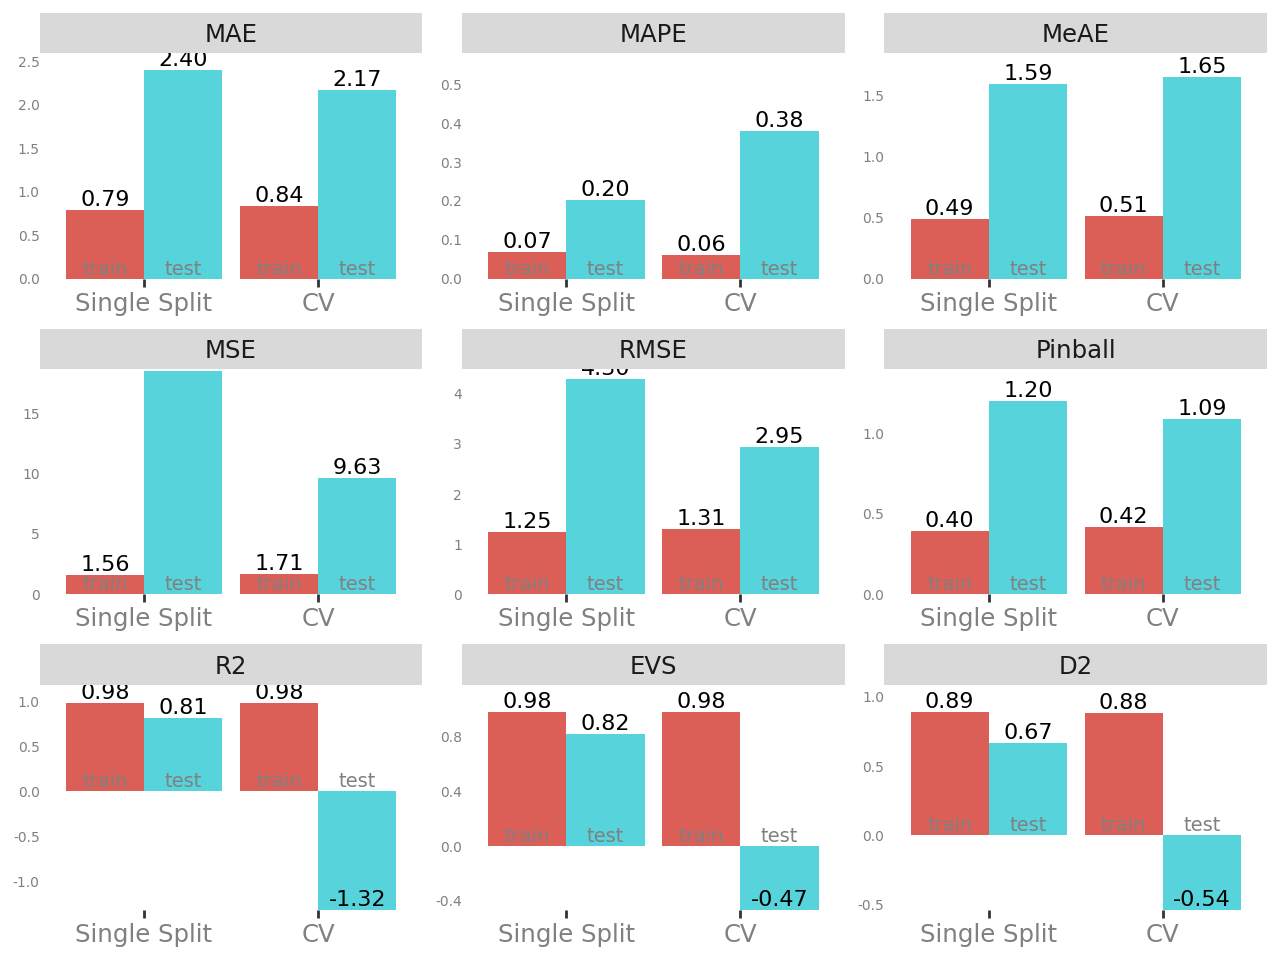 MAE
MAPE
MeAE
2.5
2.0
1.5
1.0
0.5
0.0
0.79
2.40
0.84
2.17
train
test
train
test
Single Split
CV
0.5
0.4
0.3
0.2
0.1
0.0
0.07
0.20
0.06
0.38
train
test
train
test
Single Split
CV
1.5
1.0
0.5
0.0
0.49
1.59
0.51
1.65
train
test
train
test
Single Split
CV
MSE
RMSE
Pinball
15
10
5
0
1.56
1.71
9.63
train
test
train
test
Single Split
CV
4
3
2
1
0
1.25
4.30
1.31
2.95
train
test
train
test
Single Split
CV
1.0
0.5
0.0
0.40
1.20
0.42
1.09
train
test
train
test
Single Split
CV
R2
EVS
D2
1.0
0.5
0.0
-0.5
-1.0
0.98
0.81
0.98
-1.32
train
test
train
test
Single Split
CV
0.8
0.4
0.0
-0.4
0.98
0.82
0.98
-0.47
train
test
train
test
Single Split
CV
1.0
0.5
0.0
-0.5
0.89
0.67
0.88
-0.54
train
test
train
test
Single Split
CV